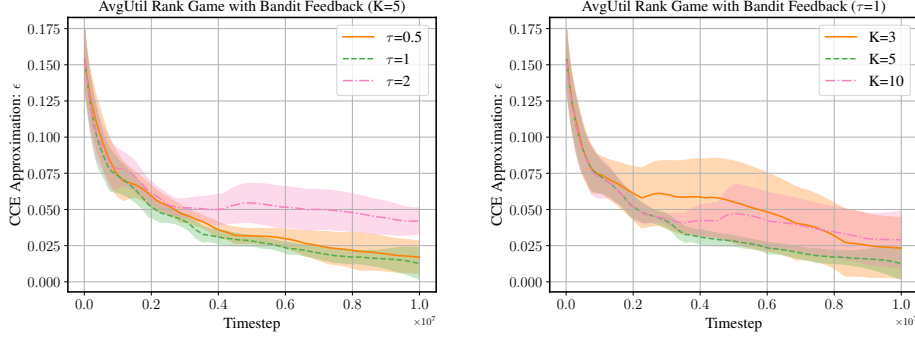 AvgUtil Rank Game with Bandit Feedback (K=5)
0.175
0.150
0.125
0.100
0.075
0.050
0.025
0.000
CCE Approximation: ϵ
τ=0.5
τ=1
τ=2
0.0 0.2 0.4 0.6 0.8 1.0
×10⁷
Timestep
AvgUtil Rank Game with Bandit Feedback (τ=1)
0.175
0.150
0.125
0.100
0.075
0.050
0.025
0.000
CCE Approximation: ϵ
K=3
K=5
K=10
0.0 0.2 0.4 0.6 0.8 1.0
×10⁷
Timestep